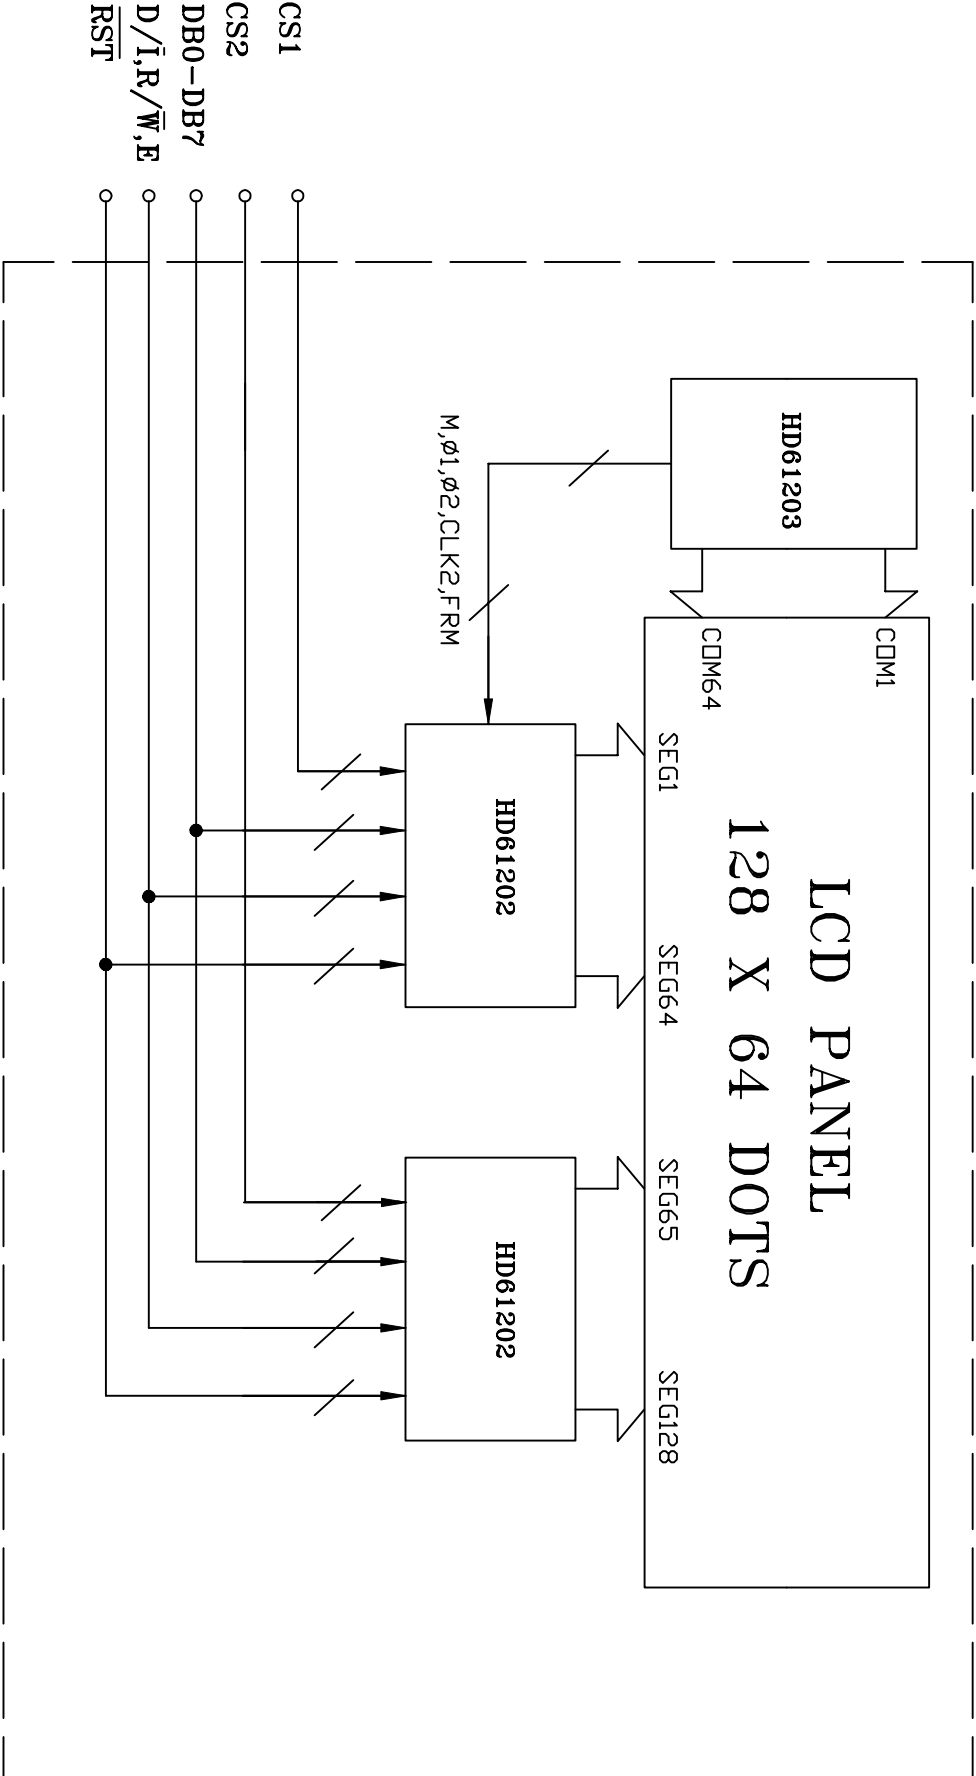 LCD PANEL
128 X 64 DOTS
COM1
COM64
SEG1
SEG64
SEG65
SEG128
HD61203
M,Ø1,Ø2,CLK2,FRM
HD61202
HD61202
CS1
CS2
DB0-DB7
D/I̅,R/W̅,E
R̅S̅T̅